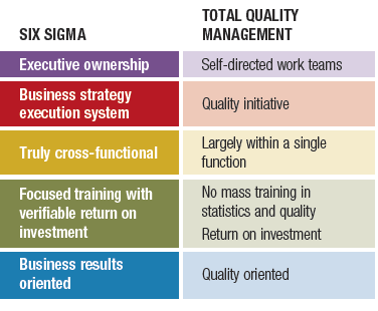 SIX SIGMA
TOTAL QUALITY
MANAGEMENT
Executive ownership
Self-directed work teams
Business strategy
execution system
Quality initiative
Truly cross-functional
Largely within a single
function
Focused training with
verifiable return on
investment
No mass training in
statistics and quality
Return on investment
Business results
oriented
Quality oriented